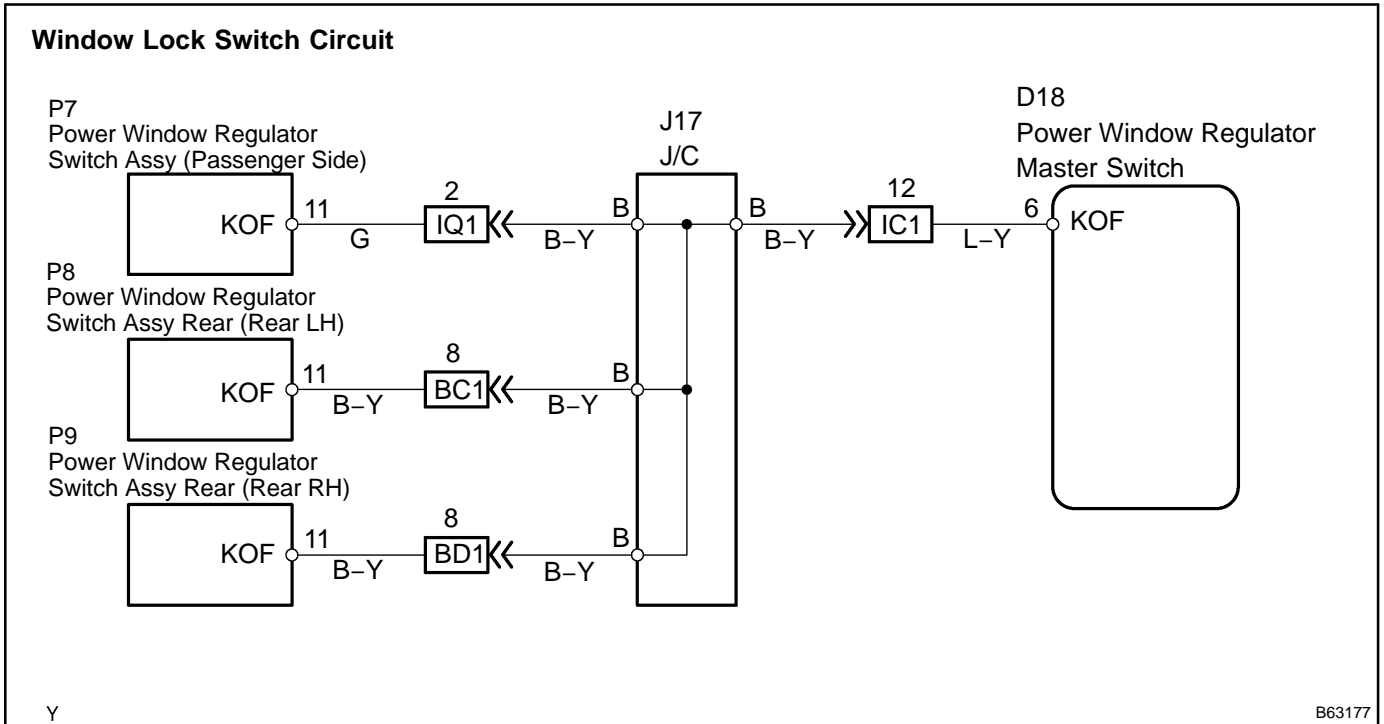 Window Lock Switch Circuit
P7
Power Window Regulator
Switch Assy (Passenger Side)
KOF
11
G
2
IQ1
B–Y
B
J17
J/C
B
B–Y
12
IC1
L–Y
6
KOF
D18
Power Window Regulator
Master Switch
P8
Power Window Regulator
Switch Assy Rear (Rear LH)
KOF
11
B–Y
8
BC1
B–Y
B
P9
Power Window Regulator
Switch Assy Rear (Rear RH)
KOF
11
B–Y
8
BD1
B–Y
B
Y
B63177